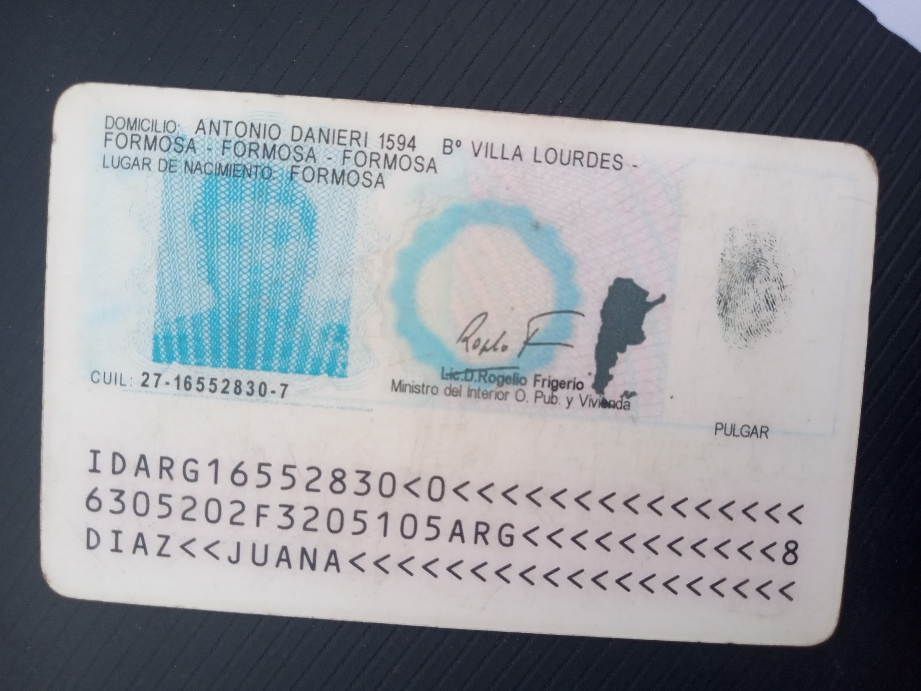 DOMICILIO: ANTONIO DANIERI 1594 Bº VILLA LOURDES -
FORMOSA - FORMOSA - FORMOSA
LUGAR DE NACIMIENTO: FORMOSA
Lic.D.Rogelio Frigerio
CUIL: 27-16552830-7
Ministro del Interior O. Pub. y Vivienda
PULGAR
IDARG16552830<0<<<<<<<<<<<<<<<
6305202F3205105ARG<<<<<<<<<<<8
DIAZ<<JUANA<<<<<<<<<<<<<<<<<<<